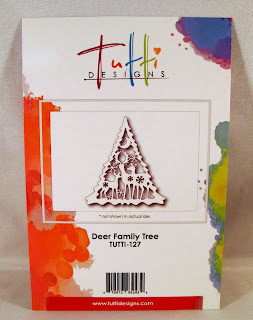 Tutti
DESIGNS
* not shown in actual size
Deer Family Tree
TUTTI-127
www.tuttidesigns.com